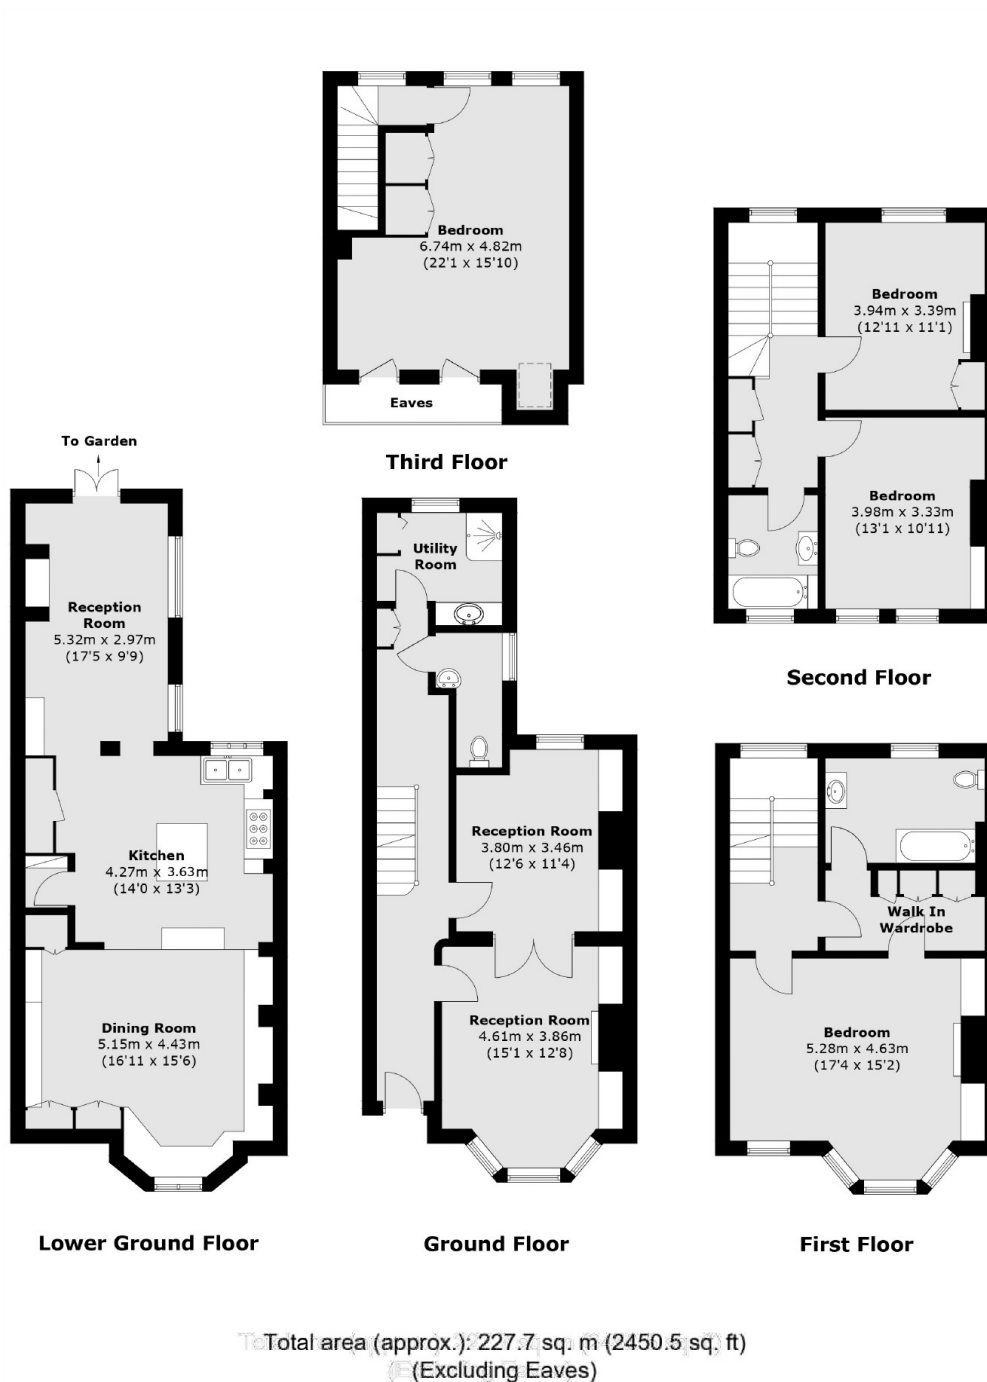 Bedroom
6.74m x 4.82m
(22'1 x 15'10)
Eaves
Third Floor
Bedroom
3.94m x 3.39m
(12'11 x 11'1)
Bedroom
3.98m x 3.33m
(13'1 x 10'11)
Second Floor
To Garden
Reception
Room
5.32m x 2.97m
(17'5 x 9'9)
Kitchen
4.27m x 3.63m
(14'0 x 13'3)
Dining Room
5.15m x 4.43m
(16'11 x 15'6)
Lower Ground Floor
Utility
Room
Reception Room
3.80m x 3.46m
(12'6 x 11'4)
Reception Room
4.61m x 3.86m
(15'1 x 12'8)
Ground Floor
Walk In
Wardrobe
Bedroom
5.28m x 4.63m
(17'4 x 15'2)
First Floor
Total area (approx.): 227.7 sq. m (2450.5 sq. ft)
(Excluding Eaves)